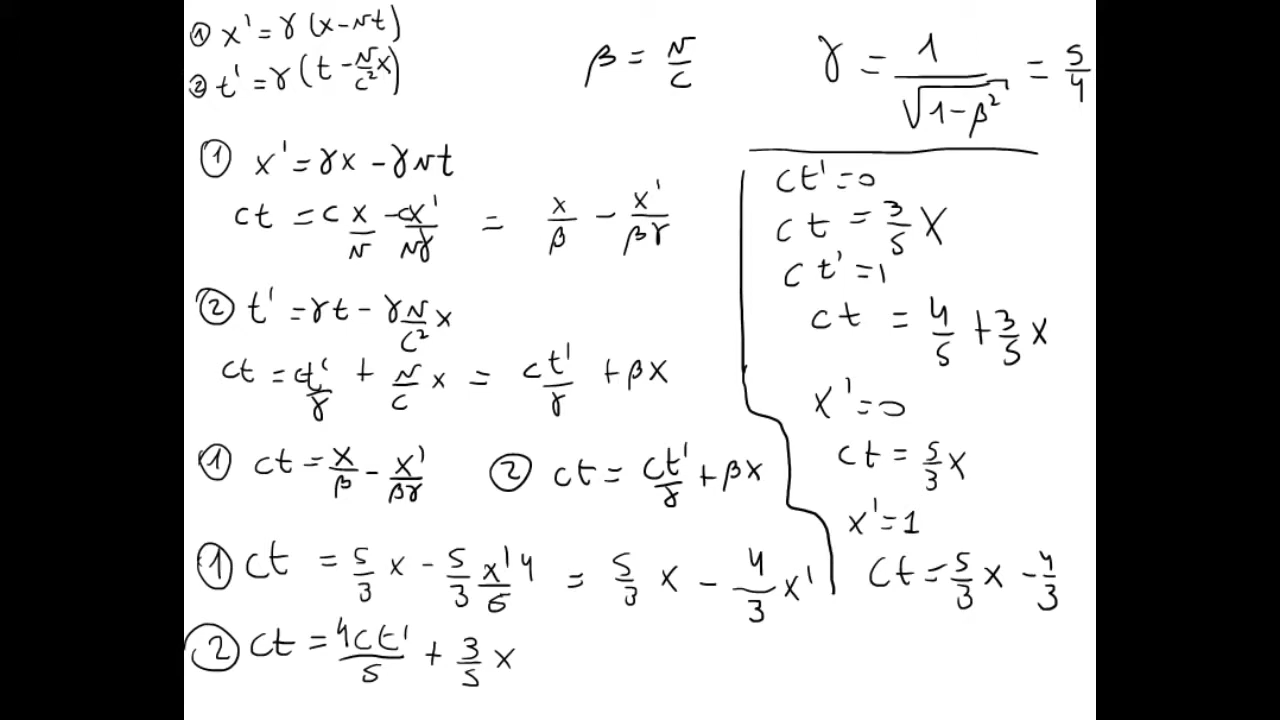 ① x' = γ (x - vt)
② t' = γ (t - v/c² x)
β = v/c
γ = 1/√(1-β²) = 5/4
① x' = γx - γvt
ct = c x/v - cx'/vγ = x/β - x'/βγ
② t' = γt - γ v/c² x
ct = ct'/γ + v/c x = ct'/γ + βx
① ct = x/β - x'/βγ
② ct = ct'/γ + βx
① ct = 5/3 x - 5/3 x'4/5 = 5/3 x - 4/3 x'
② ct = 4ct'/5 + 3/5 x
ct' = 0
ct = 3/5 x
ct' = 1
ct = 4/5 + 3/5 x
x' = 0
ct = 5/3 x
x' = 1
ct = 5/3 x - 4/3